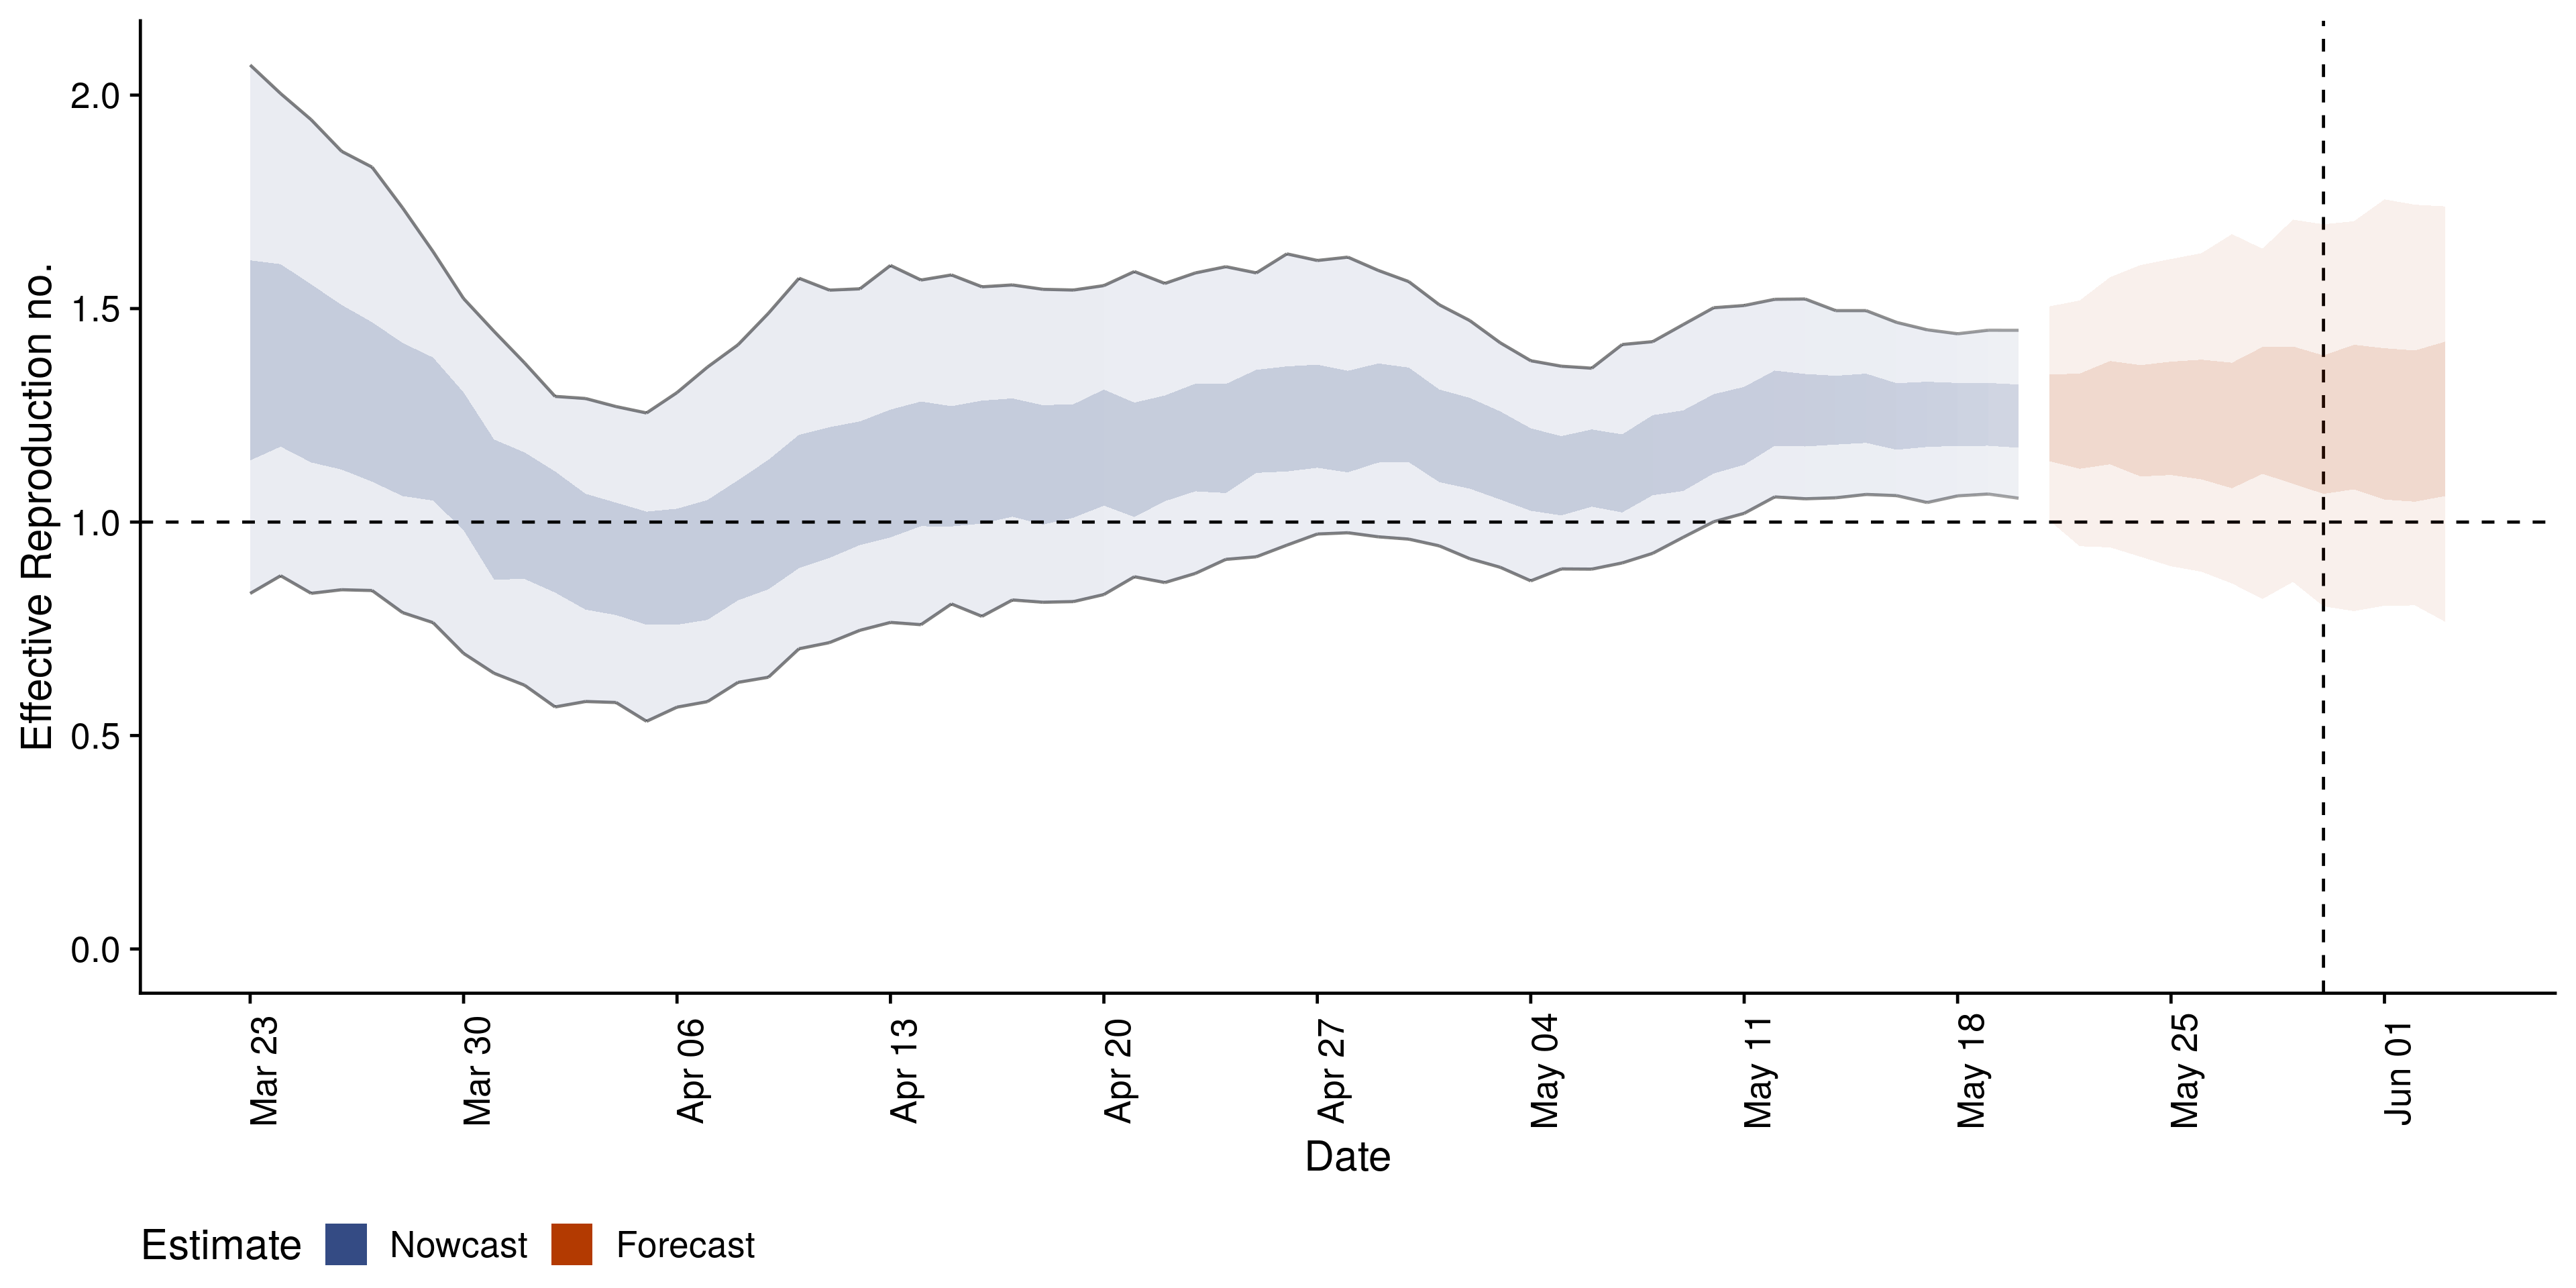 Effective Reproduction no.
2.0
1.5
1.0
0.5
0.0
Mar 23
Mar 30
Apr 06
Apr 13
Apr 20
Apr 27
May 04
May 11
May 18
May 25
Jun 01
Date
Estimate Nowcast Forecast